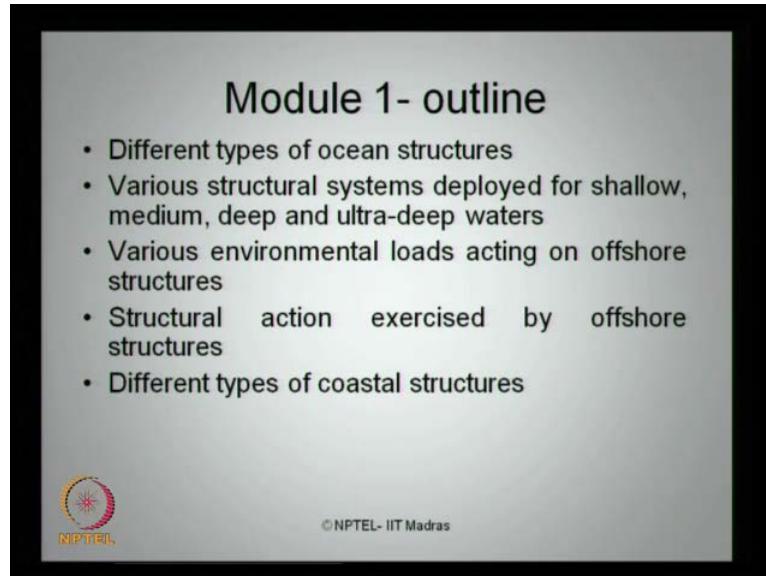 Module 1- outline
• Different types of ocean structures
• Various structural systems deployed for shallow,
medium, deep and ultra-deep waters
• Various environmental loads acting on offshore
structures
• Structural action exercised by offshore
structures
• Different types of coastal structures
NPTEL
© NPTEL- IIT Madras